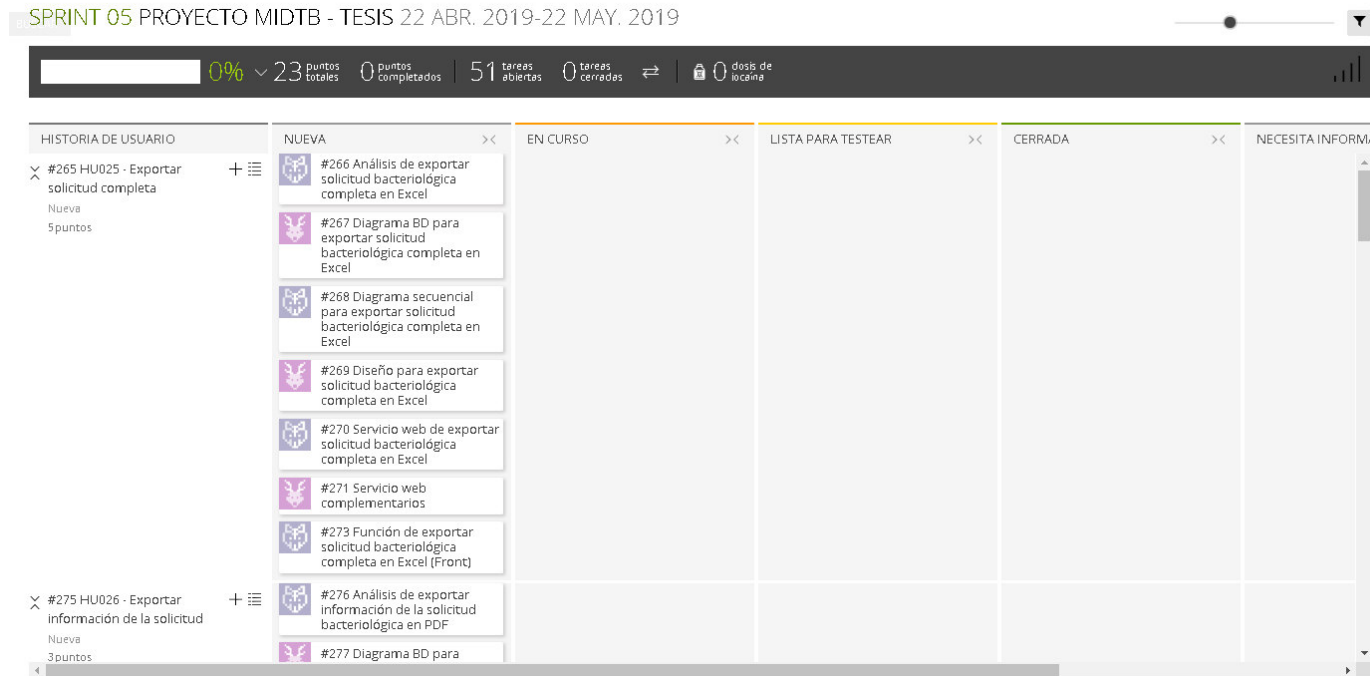 SPRINT 05 PROYECTO MIDTB - TESIS 22 ABR. 2019-22 MAY. 2019
0% 23 puntos totales 0 puntos completados 51 tareas abiertas 0 tareas cerradas 0 dosis de iocaína
HISTORIA DE USUARIO
NUEVA
EN CURSO
LISTA PARA TESTEAR
CERRADA
NECESITA INFORMA
#265 HU025 - Exportar
solicitud completa
Nueva
5puntos
#266 Análisis de exportar
solicitud bacteriológica
completa en Excel
#267 Diagrama BD para
exportar solicitud
bacteriológica completa en
Excel
#268 Diagrama secuencial
para exportar solicitud
bacteriológica completa en
Excel
#269 Diseño para exportar
solicitud bacteriológica
completa en Excel
#270 Servicio web de exportar
solicitud bacteriológica
completa en Excel
#271 Servicio web
complementarios
#273 Función de exportar
solicitud bacteriológica
completa en Excel (Front)
#275 HU026 - Exportar
información de la solicitud
Nueva
3puntos
#276 Análisis de exportar
información de la solicitud
bacteriológica en PDF
#277 Diagrama BD para